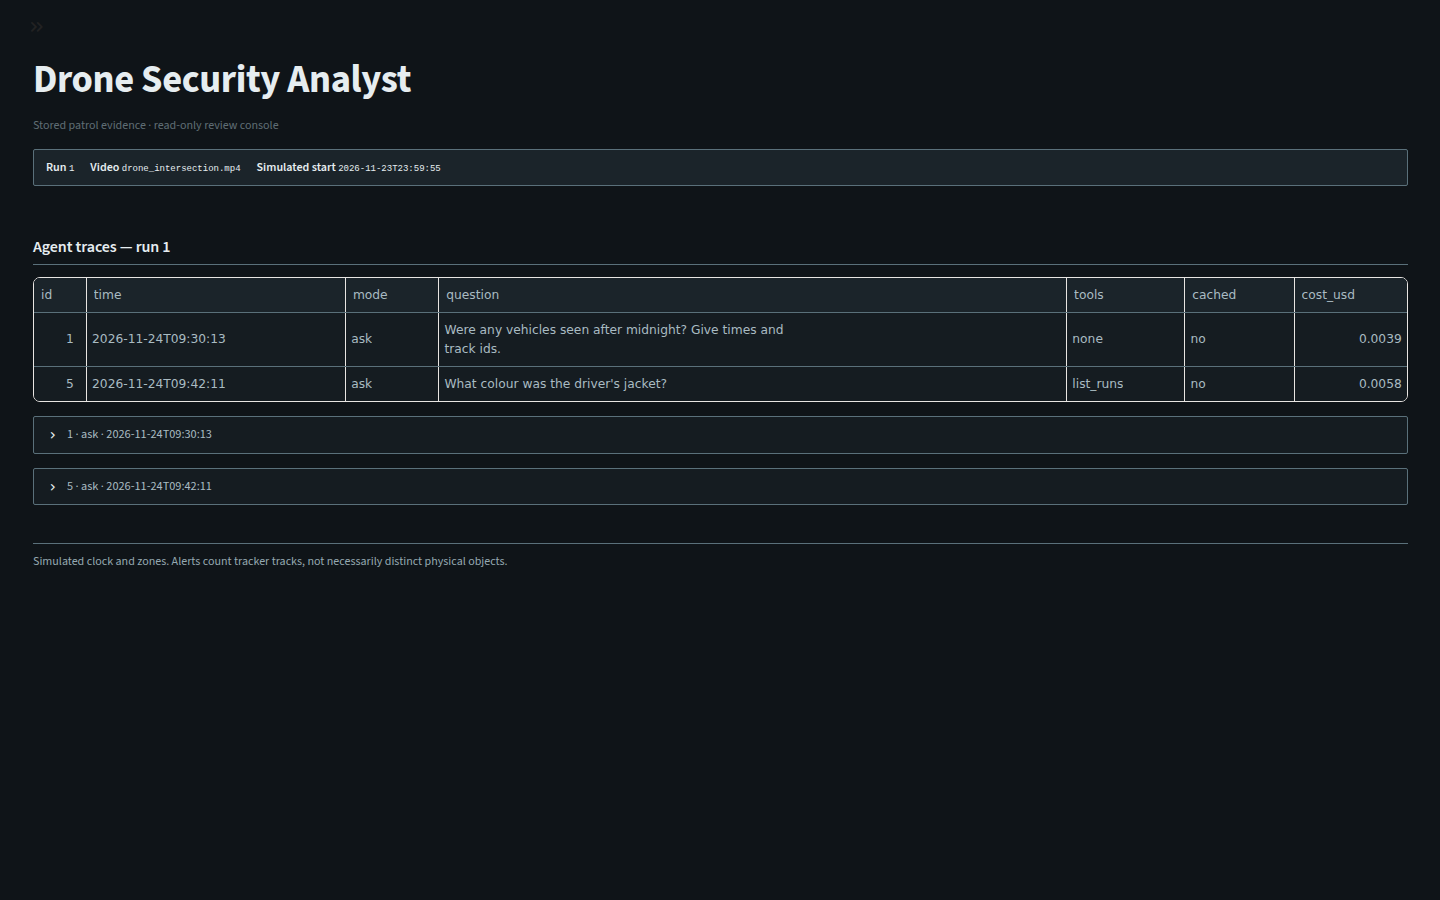 Drone Security Analyst
Stored patrol evidence · read-only review console
Run 1 Video drone_intersection.mp4 Simulated start 2026-11-23T23:59:55
Agent traces — run 1
id time mode question tools cached cost_usd
1 2026-11-24T09:30:13 ask Were any vehicles seen after midnight? Give times and none no 0.0039
track ids.
5 2026-11-24T09:42:11 ask What colour was the driver's jacket? list_runs no 0.0058
1 · ask · 2026-11-24T09:30:13
5 · ask · 2026-11-24T09:42:11
Simulated clock and zones. Alerts count tracker tracks, not necessarily distinct physical objects.